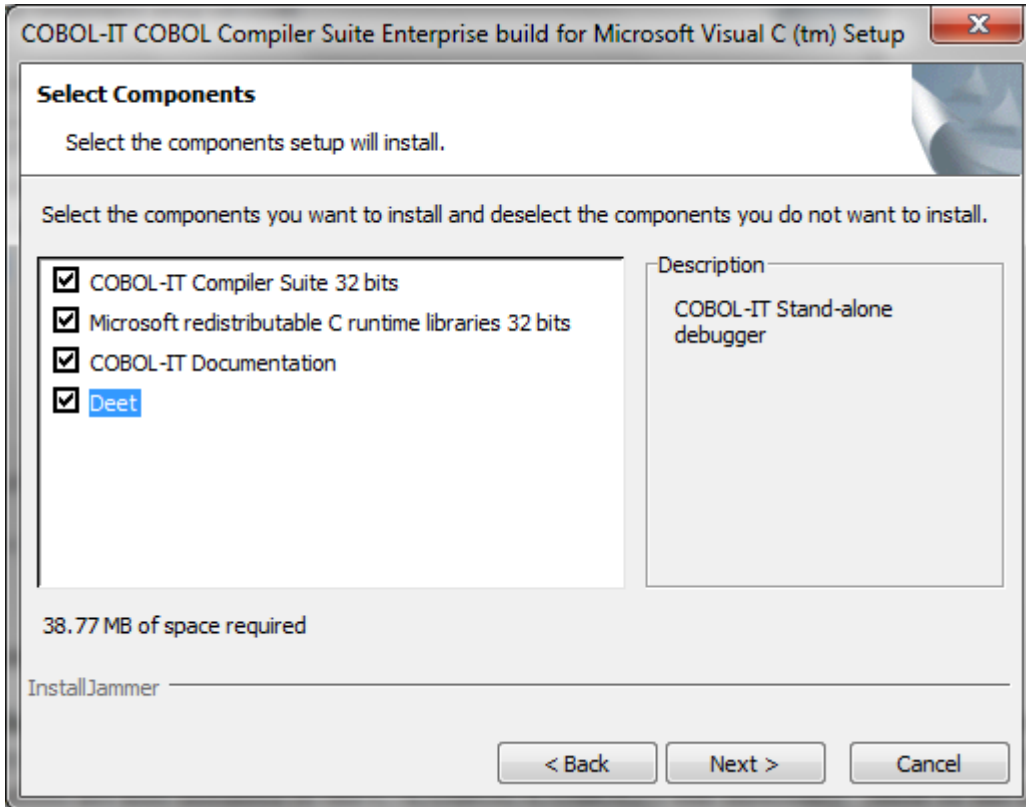 COBOL-IT COBOL Compiler Suite Enterprise build for Microsoft Visual C (tm) Setup
Select Components
Select the components setup will install.
Select the components you want to install and deselect the components you do not want to install.
COBOL-IT Compiler Suite 32 bits
Microsoft redistributable C runtime libraries 32 bits
COBOL-IT Documentation
Deet
Description
COBOL-IT Stand-alone
debugger
38.77 MB of space required
InstallJammer
< Back
Next >
Cancel